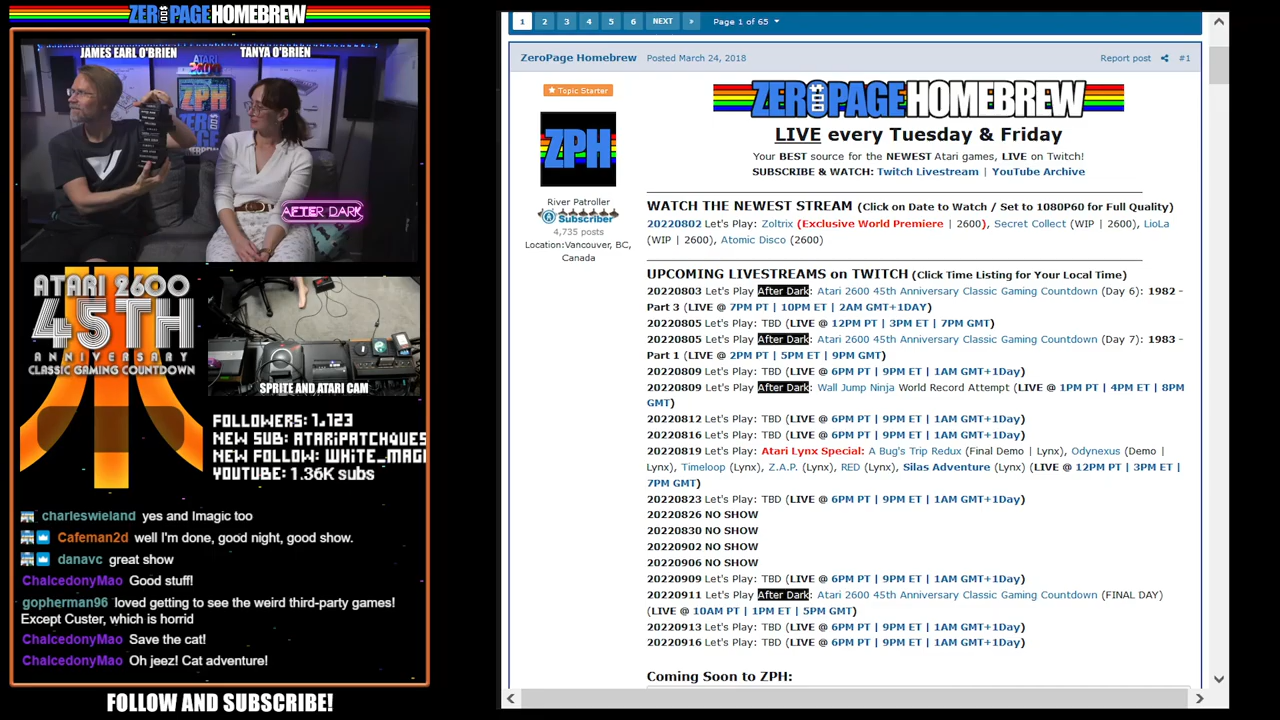 ZEROPAGEHOMEBREW
JAMES EARL O'BRIEN
TANYA O'BRIEN
ZPH
AFTER DARK
ATARI 2600
45TH
ANNIVERSARY
CLASSIC GAMING COUNTDOWN
SPRITE AND ATARI CAM
FOLLOWERS: 1,123
NEW SUB: ATARIPATCHQUES
NEW FOLLOW: WHITE_MAG
YOUTUBE: 1.36K subs
charleswieland yes and Imagic too
Cafeman2d well I'm done, good night, good show.
danavc great show
ChalcedonyMao Good stuff!
gopherman96 loved getting to see the weird third-party games!
Except Custer, which is horrid
ChalcedonyMao Save the cat!
ChalcedonyMao Oh jeez! Cat adventure!
FOLLOW AND SUBSCRIBE!
1 2 3 4 5 6 NEXT » Page 1 of 65
ZeroPage Homebrew Posted March 24, 2018 Report post #1
Topic Starter
ZPH
River Patroller
Subscriber
4,735 posts
Location:Vancouver, BC,
Canada
ZEROPAGEHOMEBREW
LIVE every Tuesday & Friday
Your BEST source for the NEWEST Atari games, LIVE on Twitch!
SUBSCRIBE & WATCH: Twitch Livestream | YouTube Archive
WATCH THE NEWEST STREAM (Click on Date to Watch / Set to 1080P60 for Full Quality)
20220802 Let's Play: Zoltrix (Exclusive World Premiere | 2600), Secret Collect (WIP | 2600), LioLa
(WIP | 2600), Atomic Disco (2600)
UPCOMING LIVESTREAMS on TWITCH (Click Time Listing for Your Local Time)
20220803 Let's Play After Dark: Atari 2600 45th Anniversary Classic Gaming Countdown (Day 6): 1982 -
Part 3 (LIVE @ 7PM PT | 10PM ET | 2AM GMT+1DAY)
20220805 Let's Play: TBD (LIVE @ 12PM PT | 3PM ET | 7PM GMT)
20220805 Let's Play After Dark: Atari 2600 45th Anniversary Classic Gaming Countdown (Day 7): 1983 -
Part 1 (LIVE @ 2PM PT | 5PM ET | 9PM GMT)
20220809 Let's Play: TBD (LIVE @ 6PM PT | 9PM ET | 1AM GMT+1Day)
20220809 Let's Play After Dark: Wall Jump Ninja World Record Attempt (LIVE @ 1PM PT | 4PM ET | 8PM
GMT)
20220812 Let's Play: TBD (LIVE @ 6PM PT | 9PM ET | 1AM GMT+1Day)
20220816 Let's Play: TBD (LIVE @ 6PM PT | 9PM ET | 1AM GMT+1Day)
20220819 Let's Play: Atari Lynx Special: A Bug's Trip Redux (Final Demo | Lynx), Odynexus (Demo |
Lynx), Timeloop (Lynx), Z.A.P. (Lynx), RED (Lynx), Silas Adventure (Lynx) (LIVE @ 12PM PT | 3PM ET |
7PM GMT)
20220823 Let's Play: TBD (LIVE @ 6PM PT | 9PM ET | 1AM GMT+1Day)
20220826 NO SHOW
20220830 NO SHOW
20220902 NO SHOW
20220906 NO SHOW
20220909 Let's Play: TBD (LIVE @ 6PM PT | 9PM ET | 1AM GMT+1Day)
20220911 Let's Play After Dark: Atari 2600 45th Anniversary Classic Gaming Countdown (FINAL DAY)
(LIVE @ 10AM PT | 1PM ET | 5PM GMT)
20220913 Let's Play: TBD (LIVE @ 6PM PT | 9PM ET | 1AM GMT+1Day)
20220916 Let's Play: TBD (LIVE @ 6PM PT | 9PM ET | 1AM GMT+1Day)
Coming Soon to ZPH: